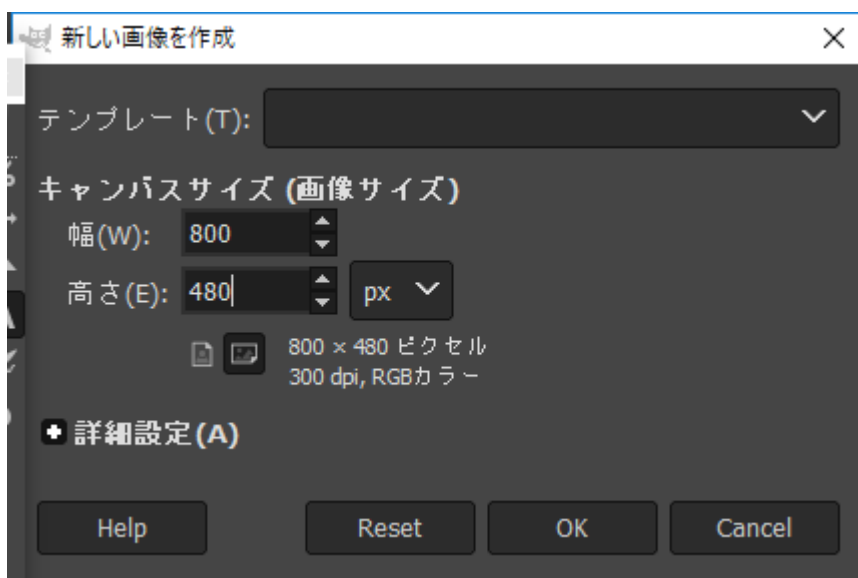 新しい画像を作成
テンプレート(T):
キャンバスサイズ (画像サイズ)
幅(W): 800
高さ(E): 480 px
800 × 480 ピクセル
300 dpi, RGBカラー
詳細設定(A)
Help Reset OK Cancel